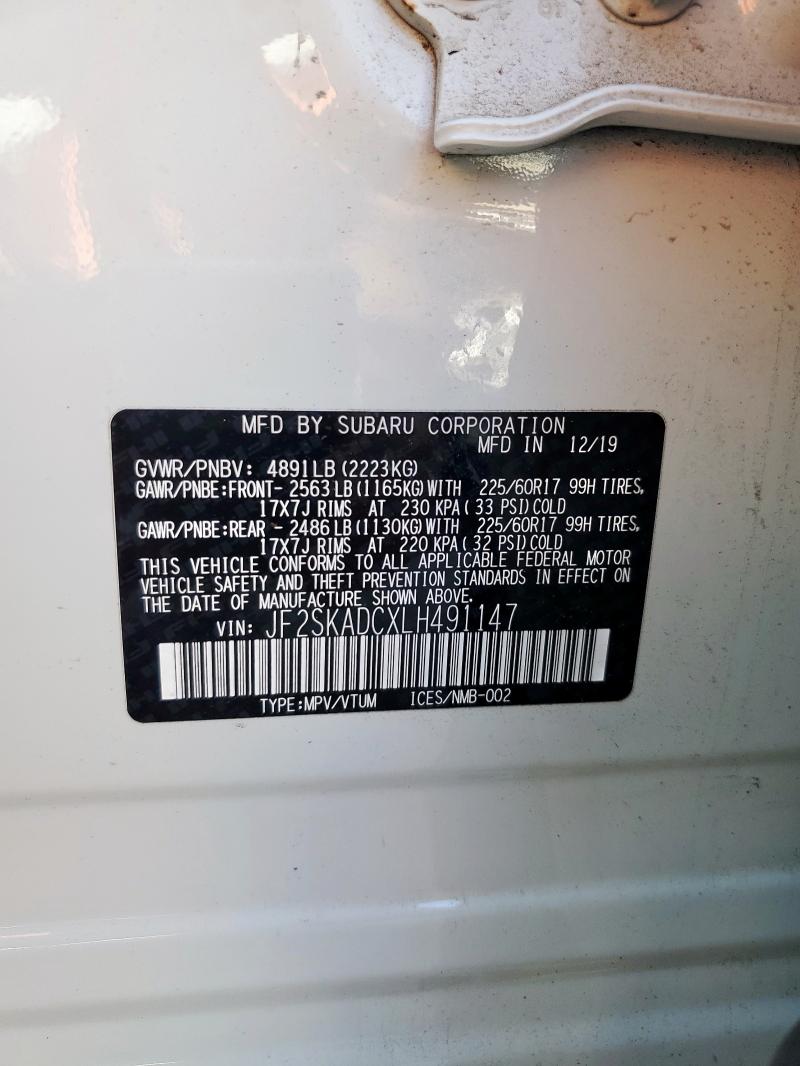 MFD BY SUBARU CORPORATION
MFD IN 12/19
GVWR/PNBV: 4891LB(2223KG)
GAWR/PNBE:FRONT- 2563LB(1165KG)WITH 225/60R17 99H TIRES,
17X7J RIMS AT 230 KPA( 33 PSI)COLD
GAWR/PNBE:REAR - 2486LB(1130KG)WITH 225/60R17 99H TIRES,
17X7J RIMS AT 220 KPA( 32 PSI)COLD
THIS VEHICLE CONFORMS TO ALL APPLICABLE FEDERAL MOTOR
VEHICLE SAFETY AND THEFT PREVENTION STANDARDS IN EFFECT ON
THE DATE OF MANUFACTURE SHOWN ABOVE.
VIN: JF2SKADCXLH491147
TYPE:MPV/VTUM ICES/NMB-002